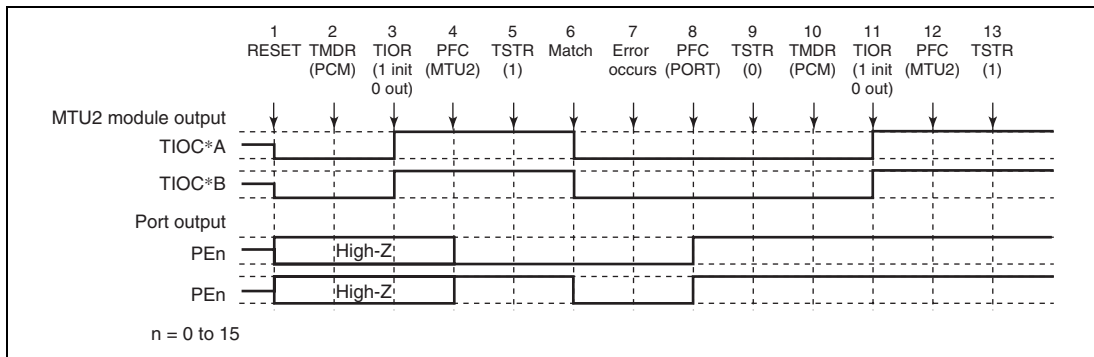 1 2 3 4 5 6 7 8 9 10 11 12 13
RESET TMDR TIOR PFC TSTR Match Error PFC TSTR TMDR TIOR PFC TSTR
(PCM) (1 init (MTU2) (1) occurs (PORT) (0) (PCM) (1 init (MTU2) (1)
0 out) 0 out)
MTU2 module output
TIOC*A
TIOC*B
Port output
PEn High-Z
PEn High-Z
n = 0 to 15